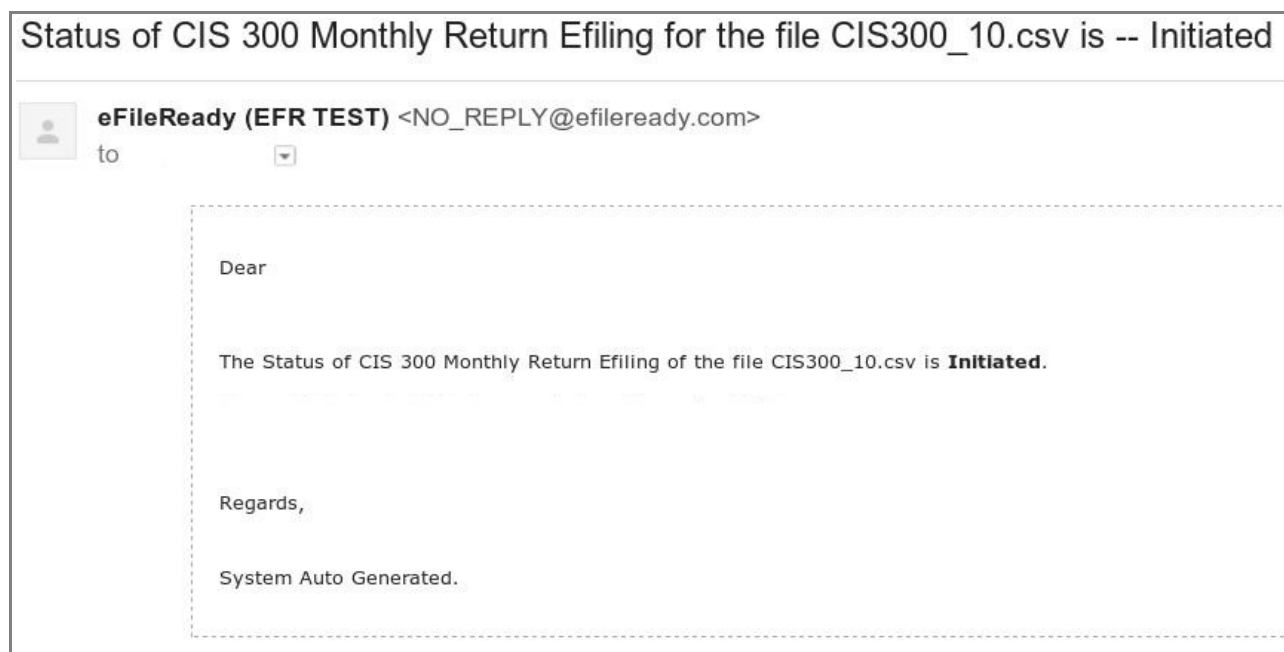 Status of CIS 300 Monthly Return Efiling for the file CIS300_10.csv is -- Initiated
eFileReady (EFR TEST) <NO_REPLY@efileready.com>
to
Dear
The Status of CIS 300 Monthly Return Efiling of the file CIS300_10.csv is Initiated.
Regards,
System Auto Generated.